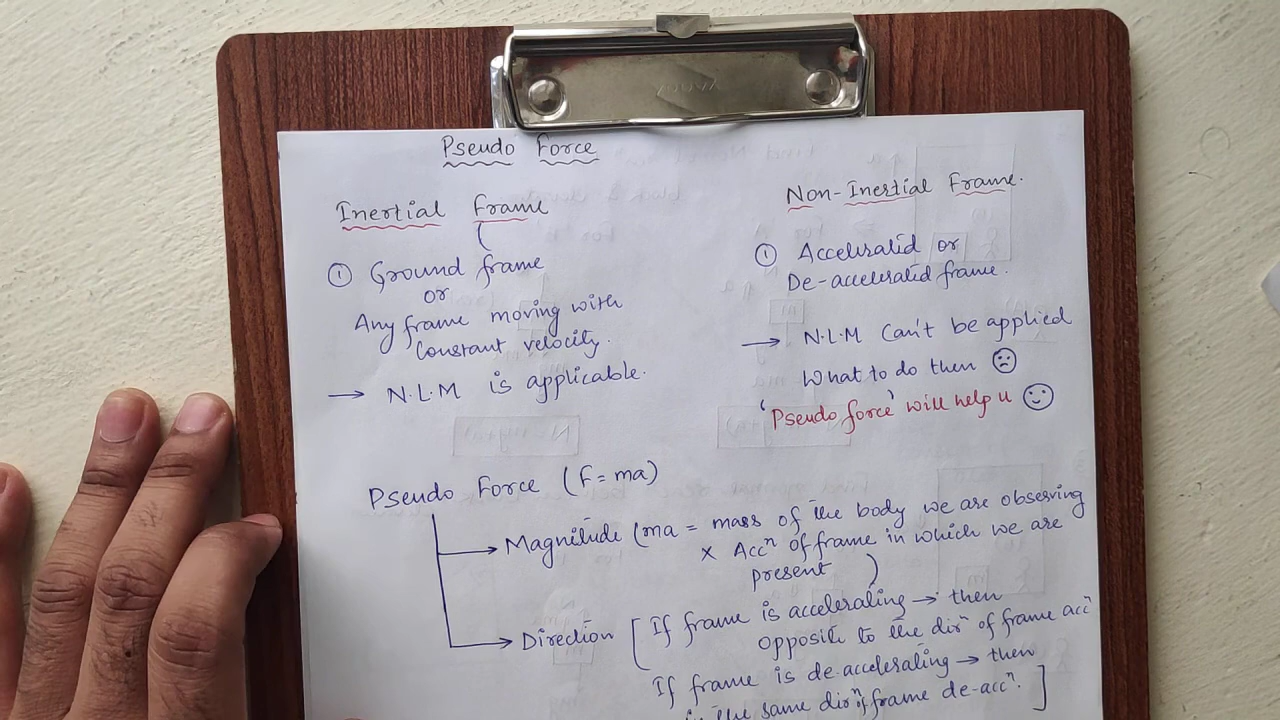 Pseudo Force
Inertial Frame
① Ground frame
or
Any frame moving with
Constant velocity.
→ N.L.M is applicable.
Non-Inertial Frame.
① Accelerated or
De-accelerated frame.
→ N.L.M Can't be applied
What to do then ☹
'Pseudo force' will help u ☺
Pseudo Force (F = ma)
→ Magnitude (ma = mass of the body we are observing
× Accⁿ of frame in which we are
present )
→ Direction [ If frame is accelerating → then
opposite to the dirⁿ of frame accⁿ
If frame is de-accelerating → then
the same dirⁿ of frame de-accⁿ. ]